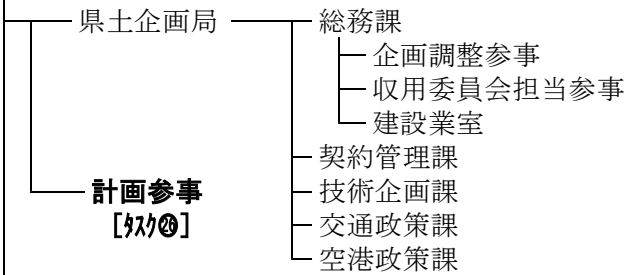 県土企画局 総務課
企画調整参事
収用委員会担当参事
建設業室
契約管理課
計画参事 技術企画課
[ﾀｽｸ㉖] 交通政策課
空港政策課